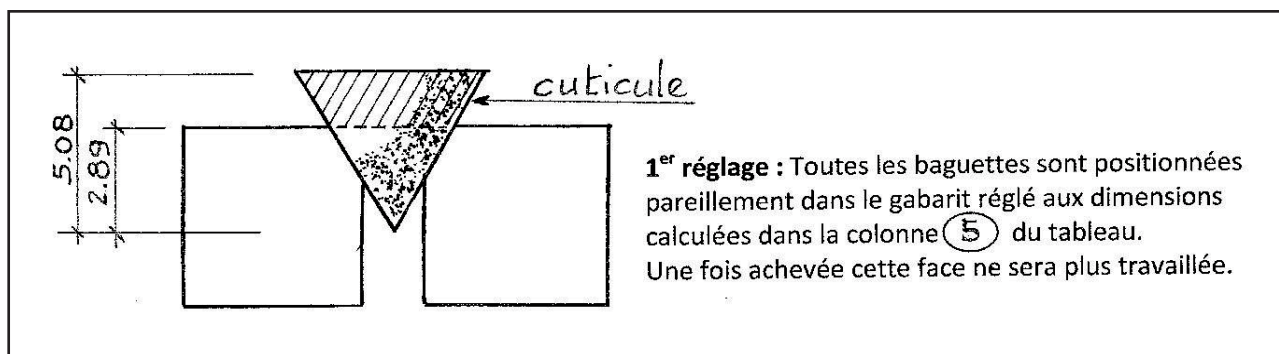 cuticule
5.08
2.89
1er réglage : Toutes les baguettes sont positionnées
pareillement dans le gabarit réglé aux dimensions
calculées dans la colonne 5 du tableau.
Une fois achevée cette face ne sera plus travaillée.